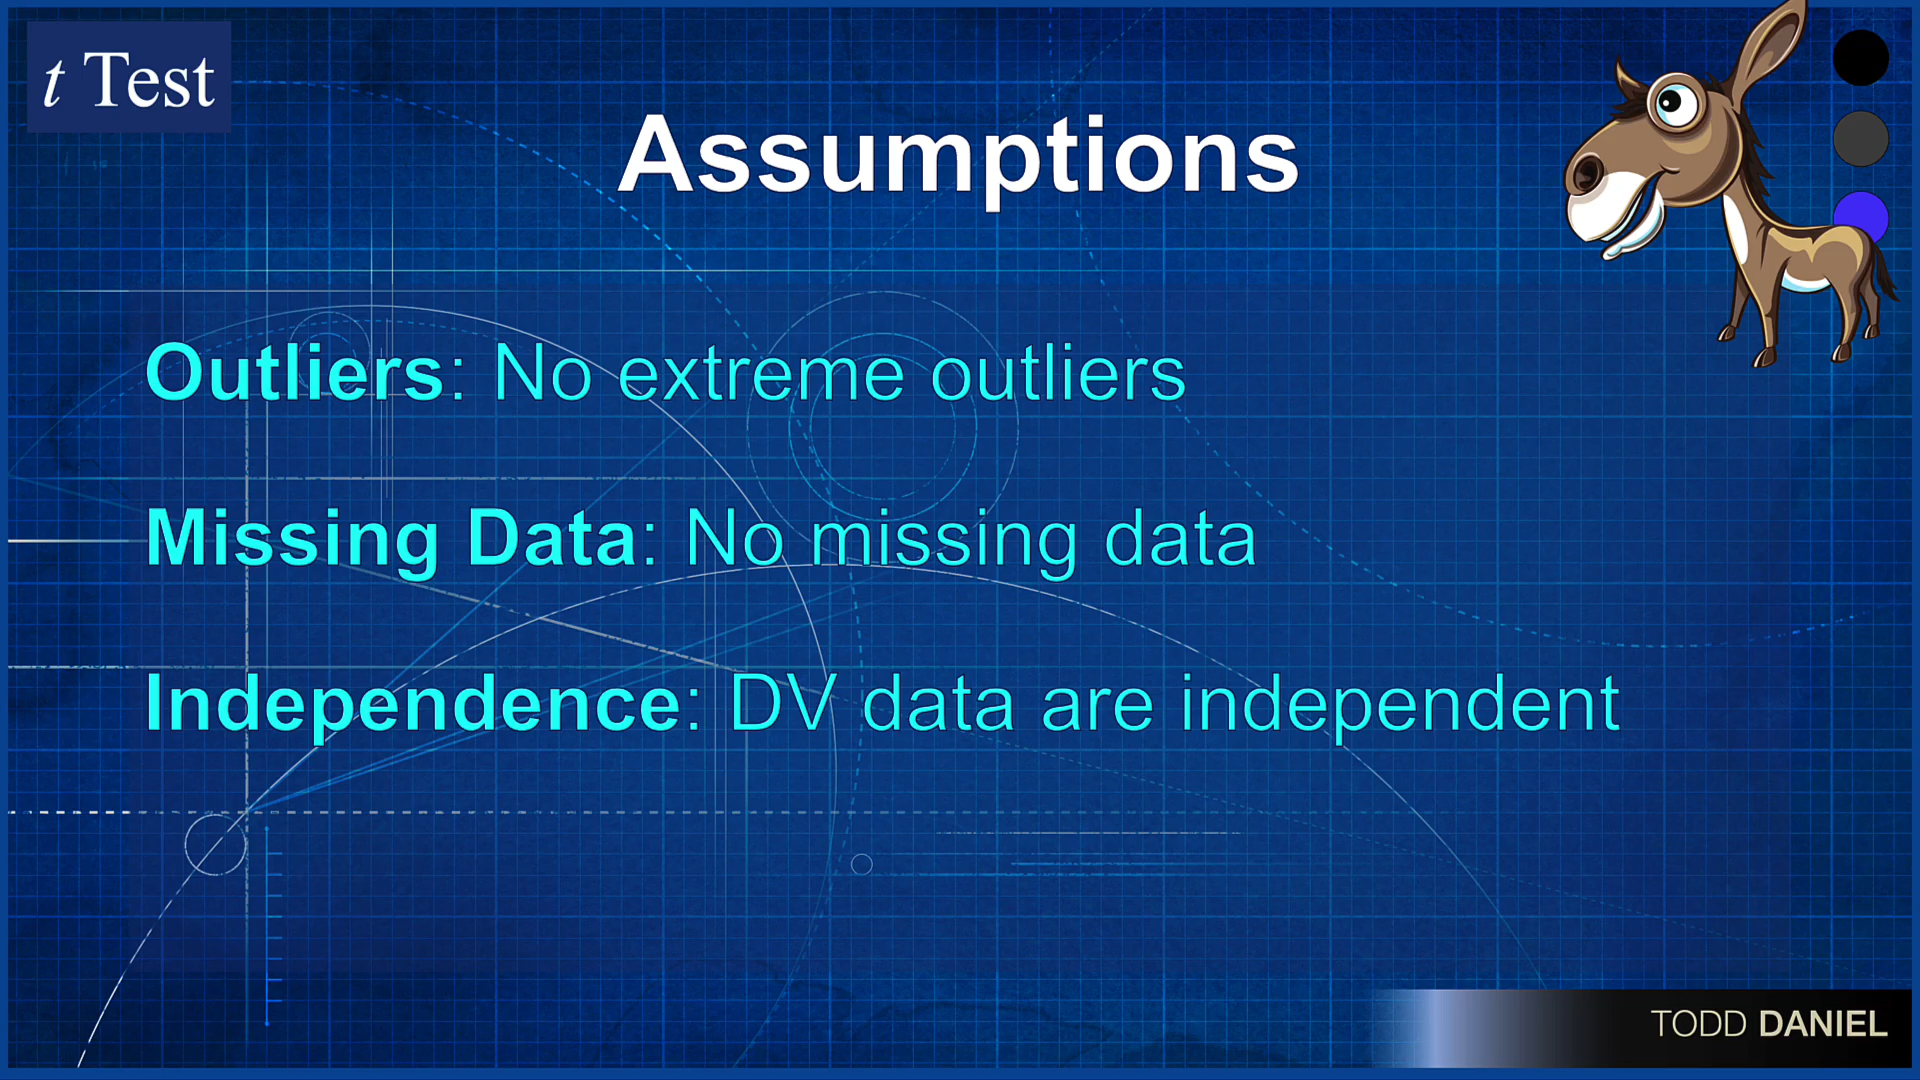 t Test
Assumptions
Outliers: No extreme outliers
Missing Data: No missing data
Independence: DV data are independent
TODD DANIEL